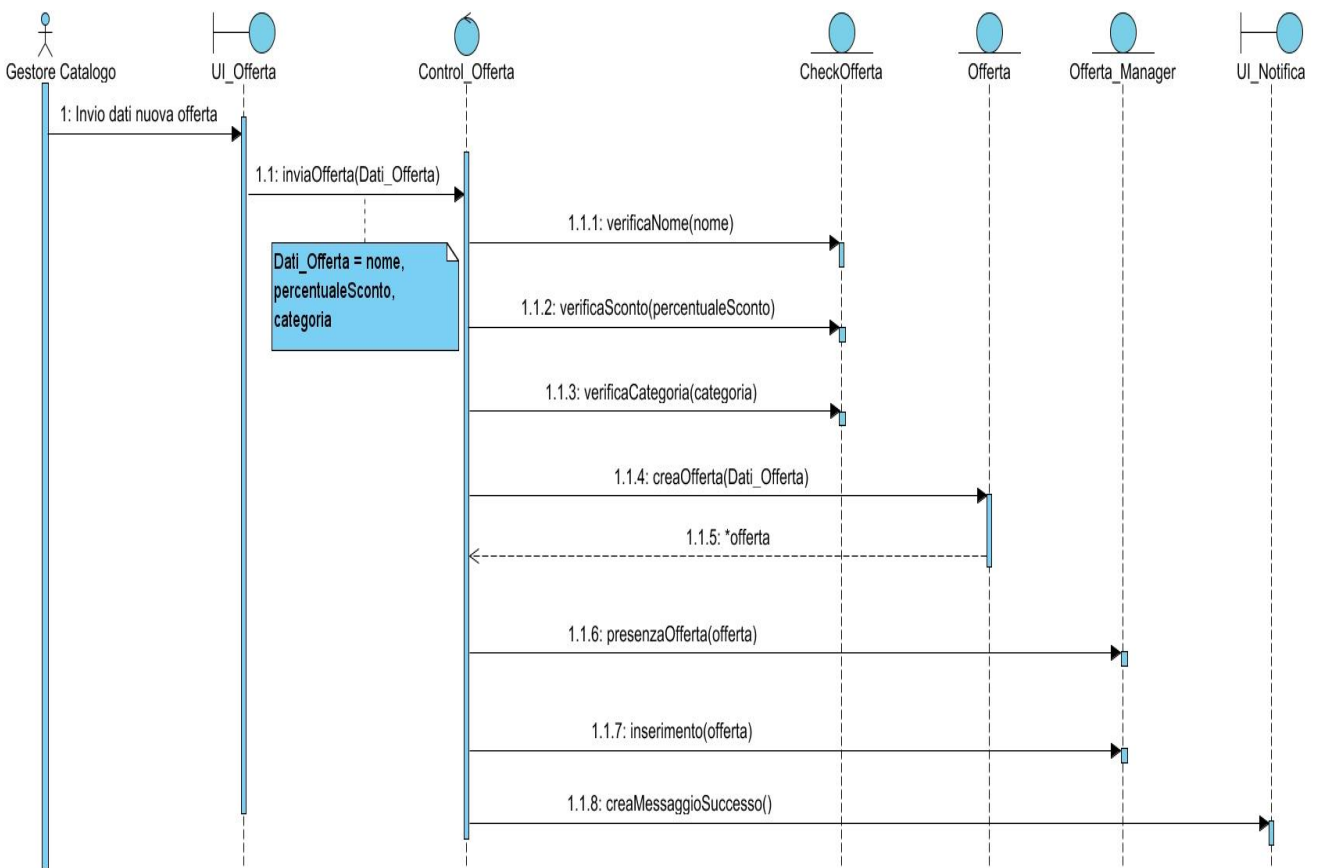 Gestore Catalogo
UI_Offerta
Control_Offerta
CheckOfferta
Offerta
Offerta_Manager
UI_Notifica
1: Invio dati nuova offerta
1.1: inviaOfferta(Dati_Offerta)
Dati_Offerta = nome,
percentualeSconto,
categoria
1.1.1: verificaNome(nome)
1.1.2: verificaSconto(percentualeSconto)
1.1.3: verificaCategoria(categoria)
1.1.4: creaOfferta(Dati_Offerta)
1.1.5: *offerta
1.1.6: presenzaOfferta(offerta)
1.1.7: inserimento(offerta)
1.1.8: creaMessaggioSuccesso()